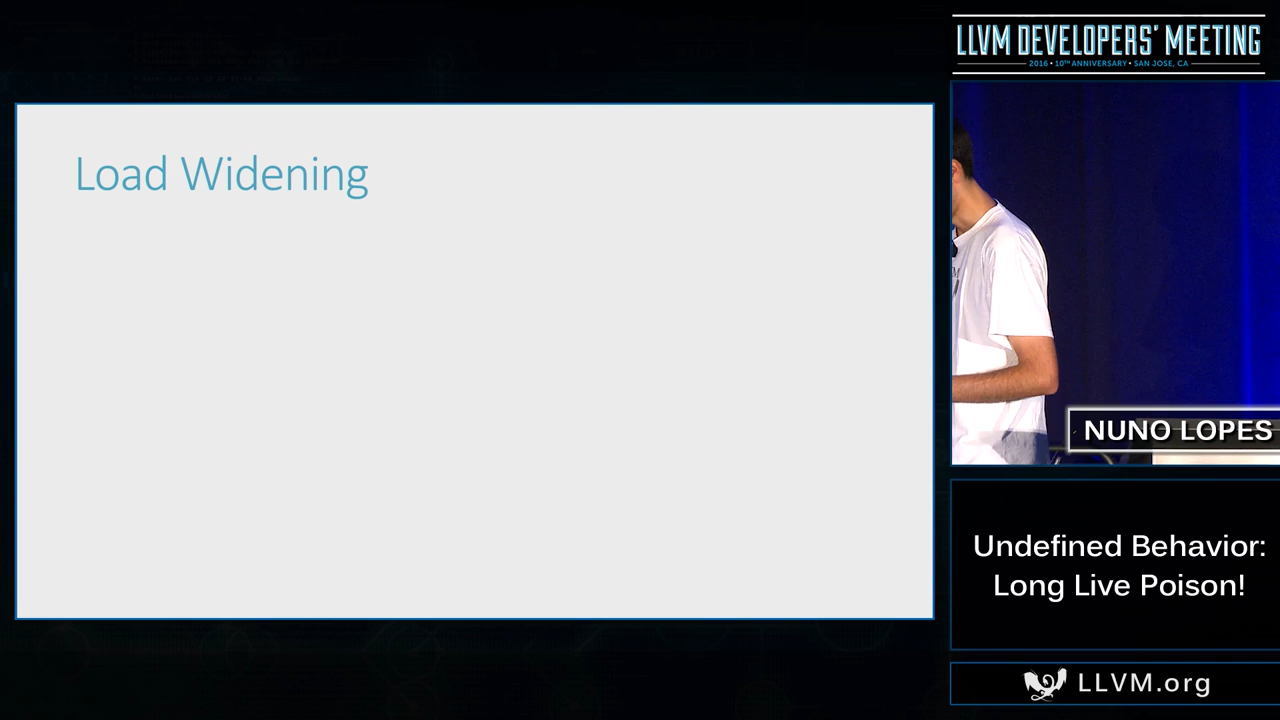 LLVM DEVELOPERS' MEETING
2016 • 10TH ANNIVERSARY • SAN JOSE, CA
Load Widening
NUNO LOPES
Undefined Behavior:
Long Live Poison!
LLVM.org